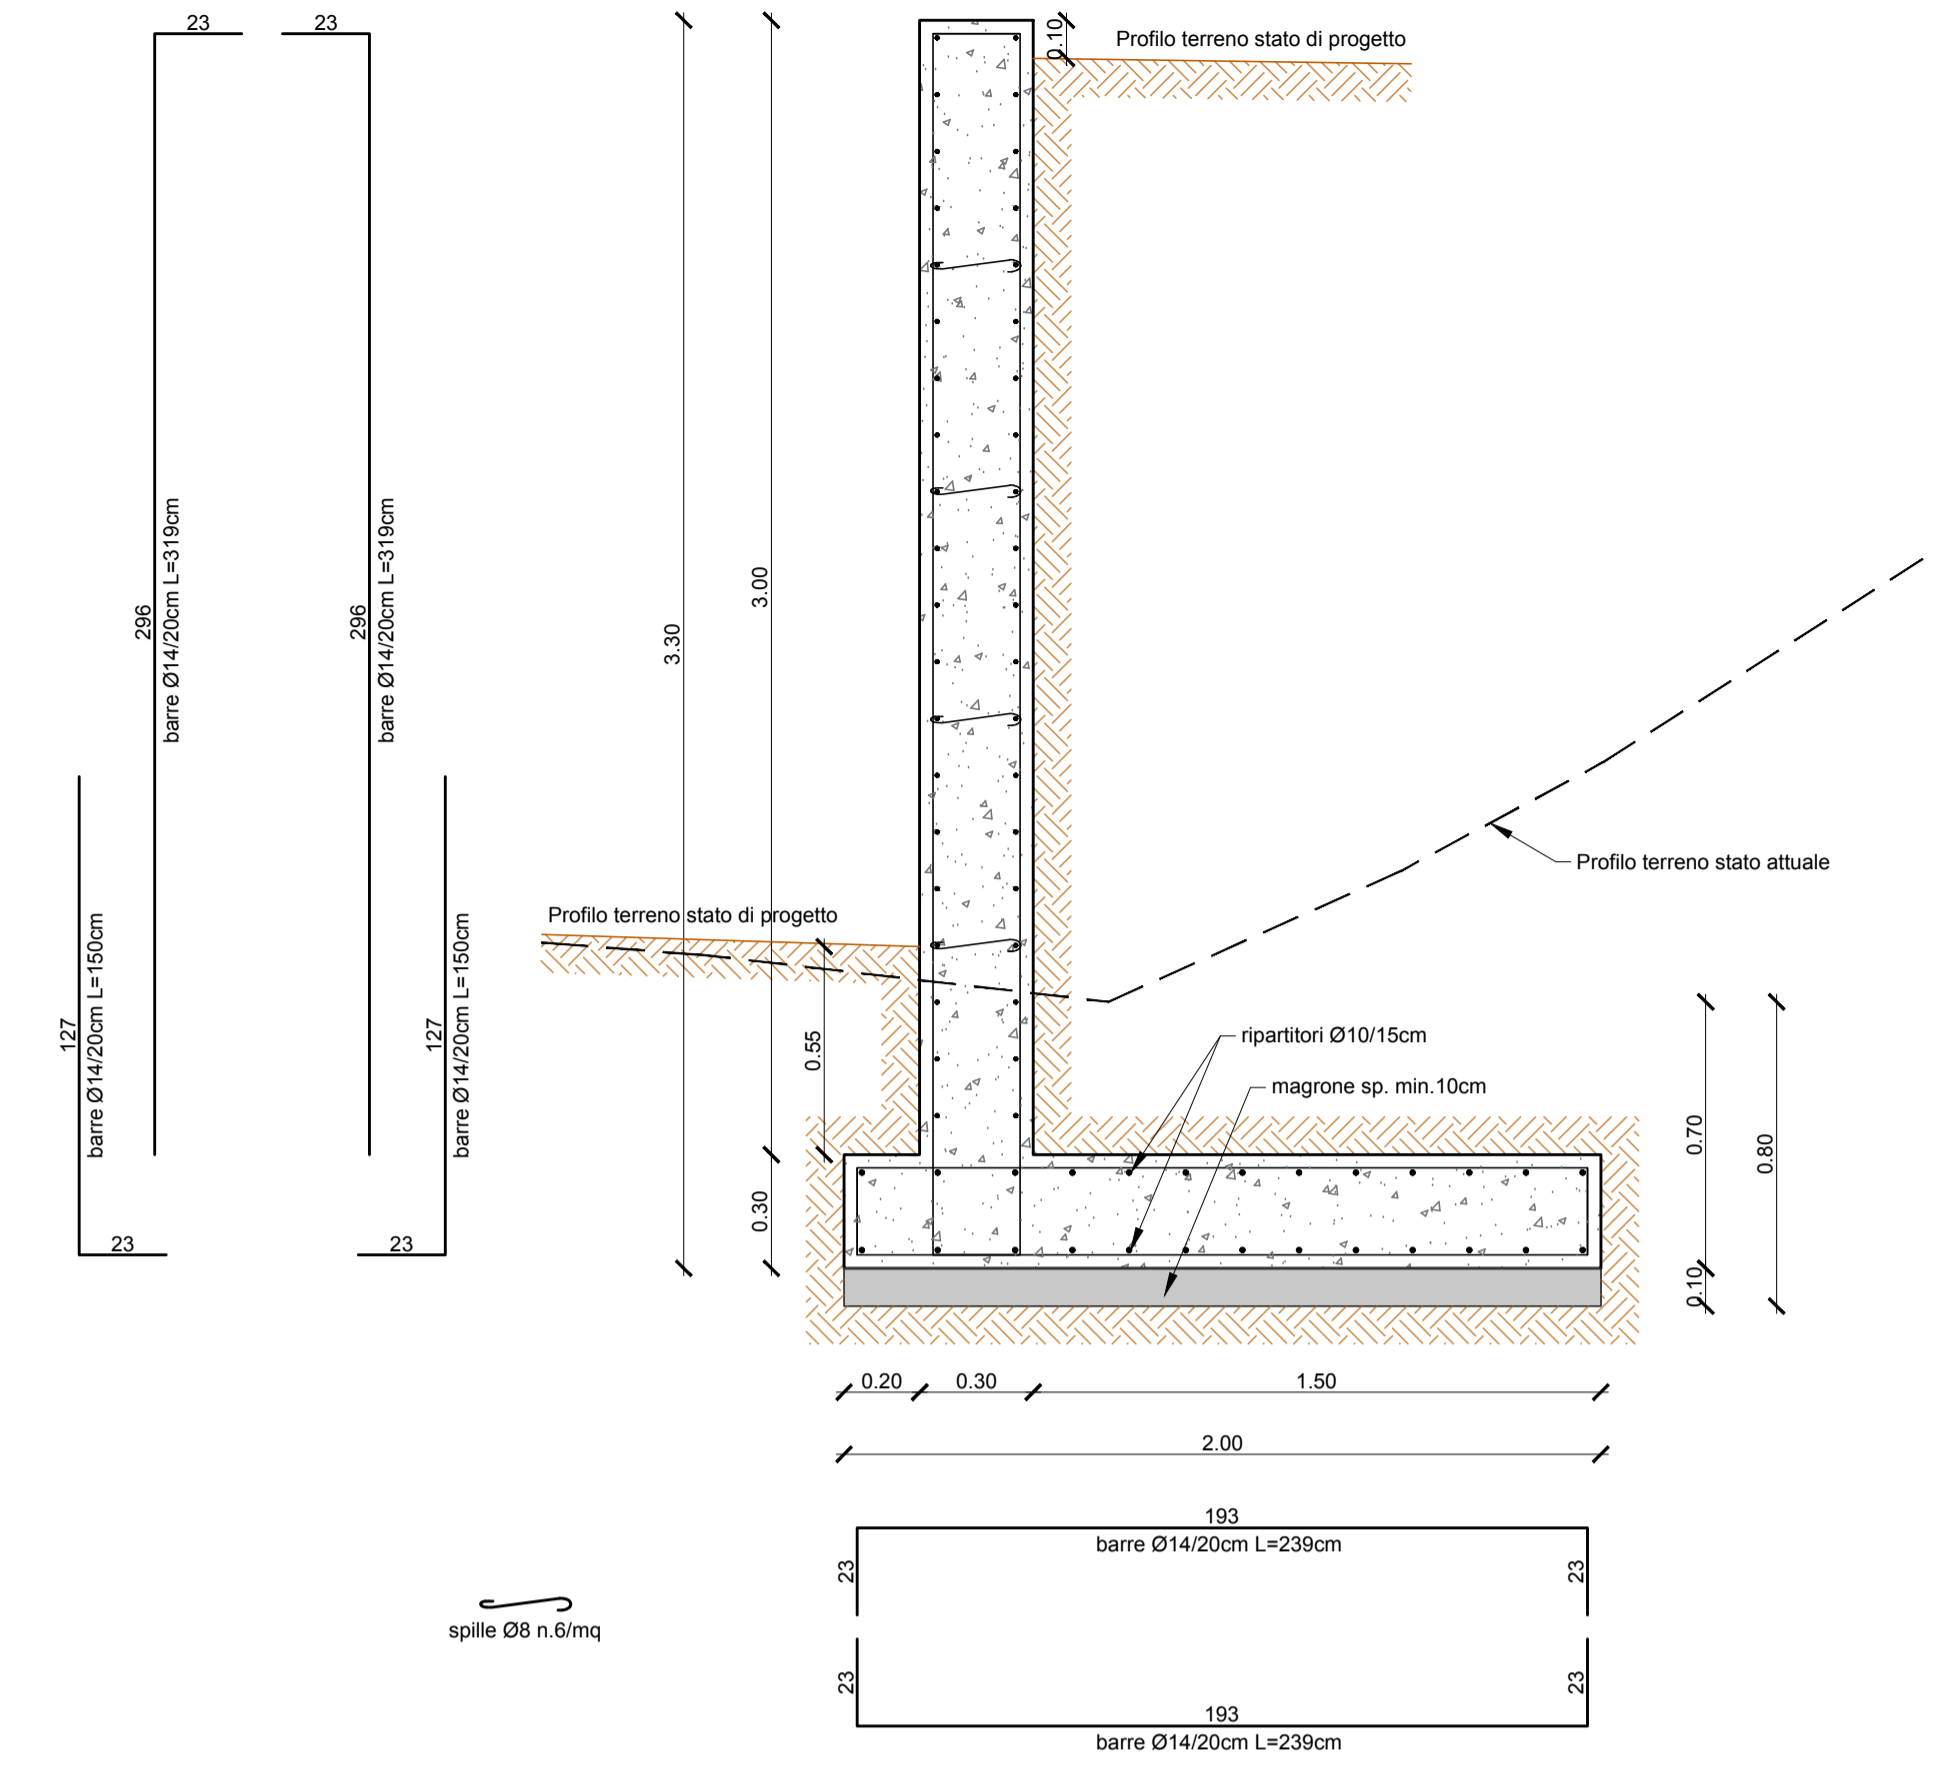 23
23
0.10
Profilo terreno stato di progetto
296
barre Ø14/20cm L=319cm
296
barre Ø14/20cm L=319cm
3.30
3.00
Profilo terreno stato attuale
Profilo terreno stato di progetto
127
barre Ø14/20cm L=150cm
127
barre Ø14/20cm L=150cm
0.55
ripartitori Ø10/15cm
magrone sp. min.10cm
0.70
0.80
0.30
23
23
0.10
0.20
0.30
1.50
2.00
193
barre Ø14/20cm L=239cm
23
23
spille Ø8 n.6/mq
23
23
193
barre Ø14/20cm L=239cm